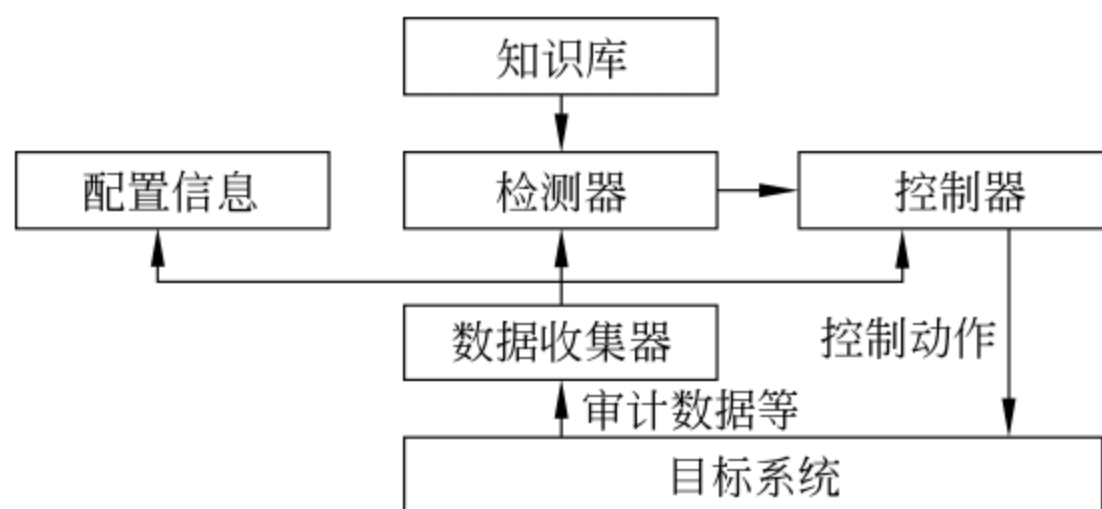 知识库
配置信息
检测器
控制器
数据收集器
控制动作
审计数据等
目标系统